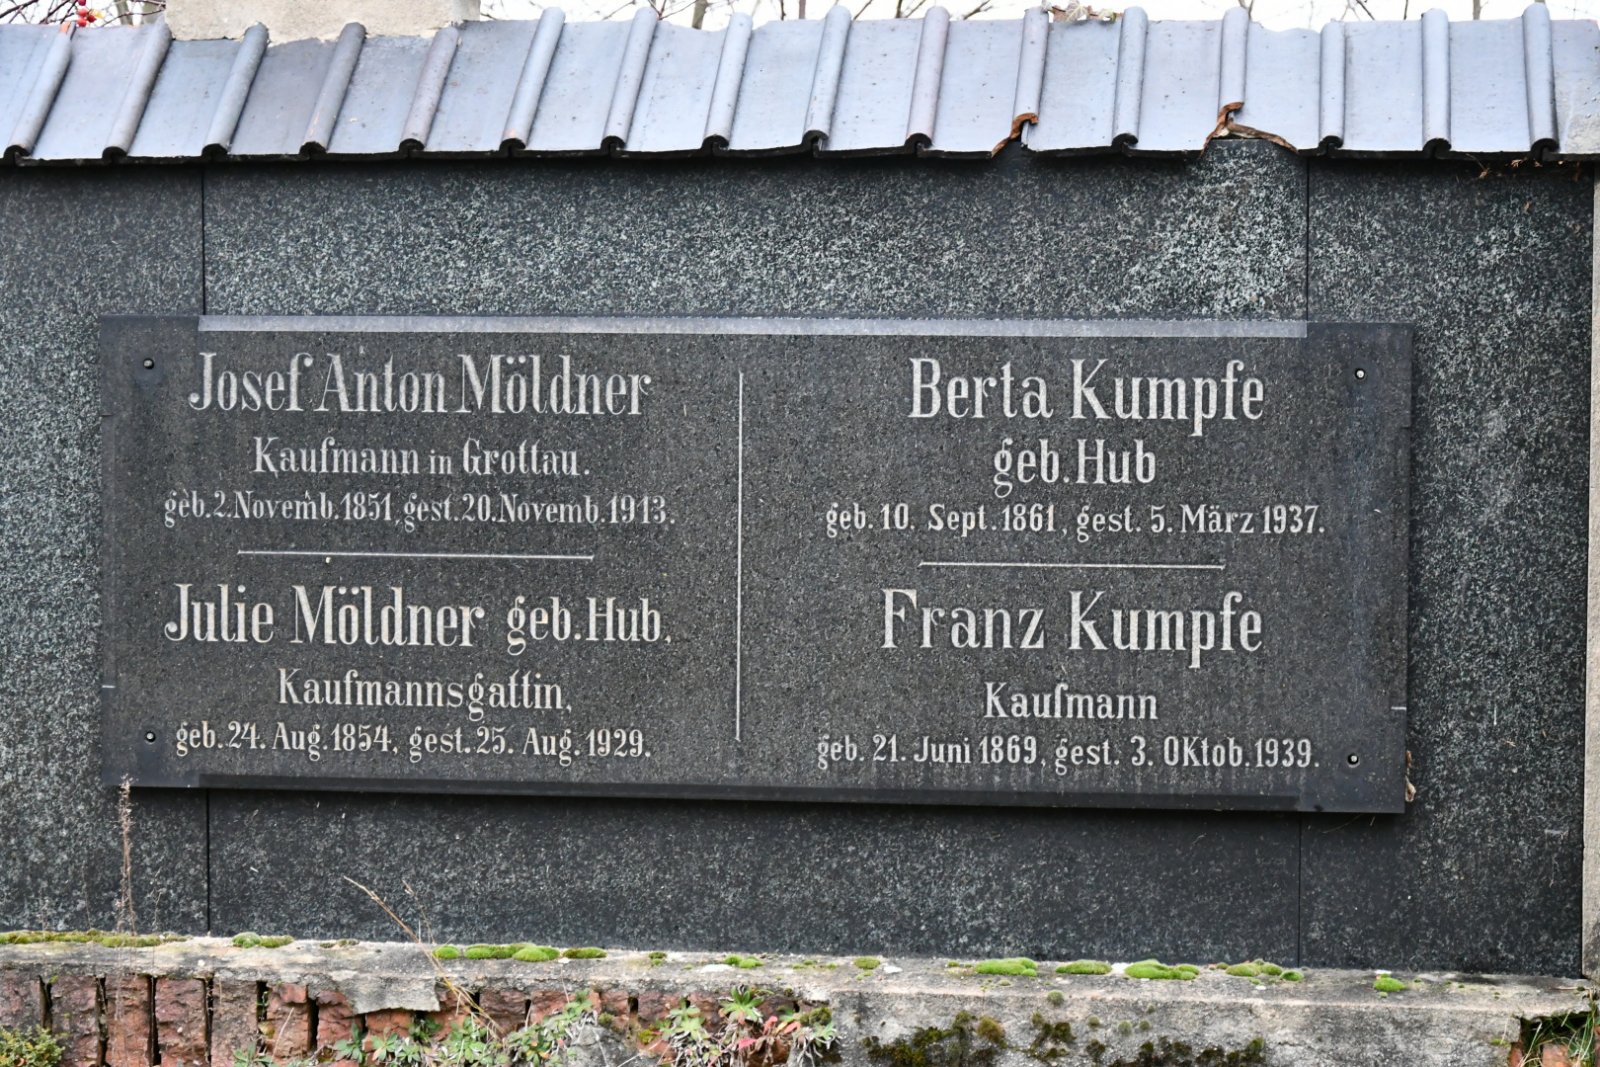 Josef Anton Möldner
Kaufmann in Grottau.
geb. 2. Novemb. 1851, gest. 20. Novemb. 1913.
Julie Möldner geb. Hub,
Kaufmannsgattin,
geb. 24. Aug. 1854, gest. 25. Aug. 1929.
Berta Kumpfe
geb. Hub
geb. 10. Sept. 1861, gest. 5. März 1937.
Franz Kumpfe
Kaufmann
geb. 21. Juni 1869, gest. 3. Oktob. 1939.